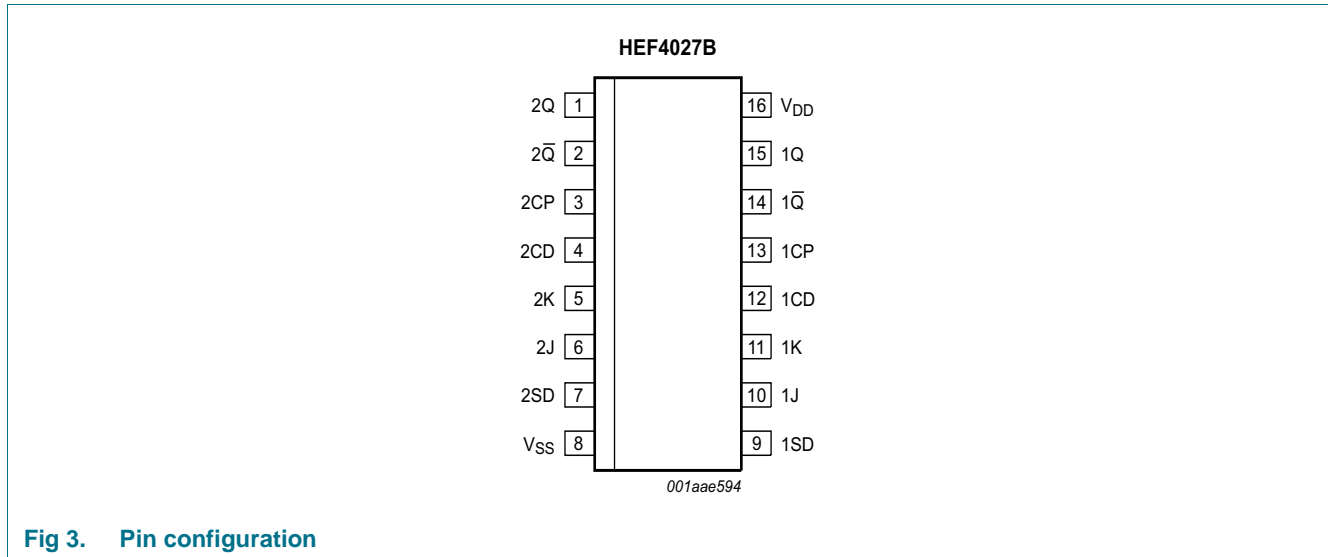 HEF4027B
2Q 1 16 VDD
2Q̅ 2 15 1Q
2CP 3 14 1Q̅
2CD 4 13 1CP
2K 5 12 1CD
2J 6 11 1K
2SD 7 10 1J
VSS 8 9 1SD
001aae594
Fig 3. Pin configuration